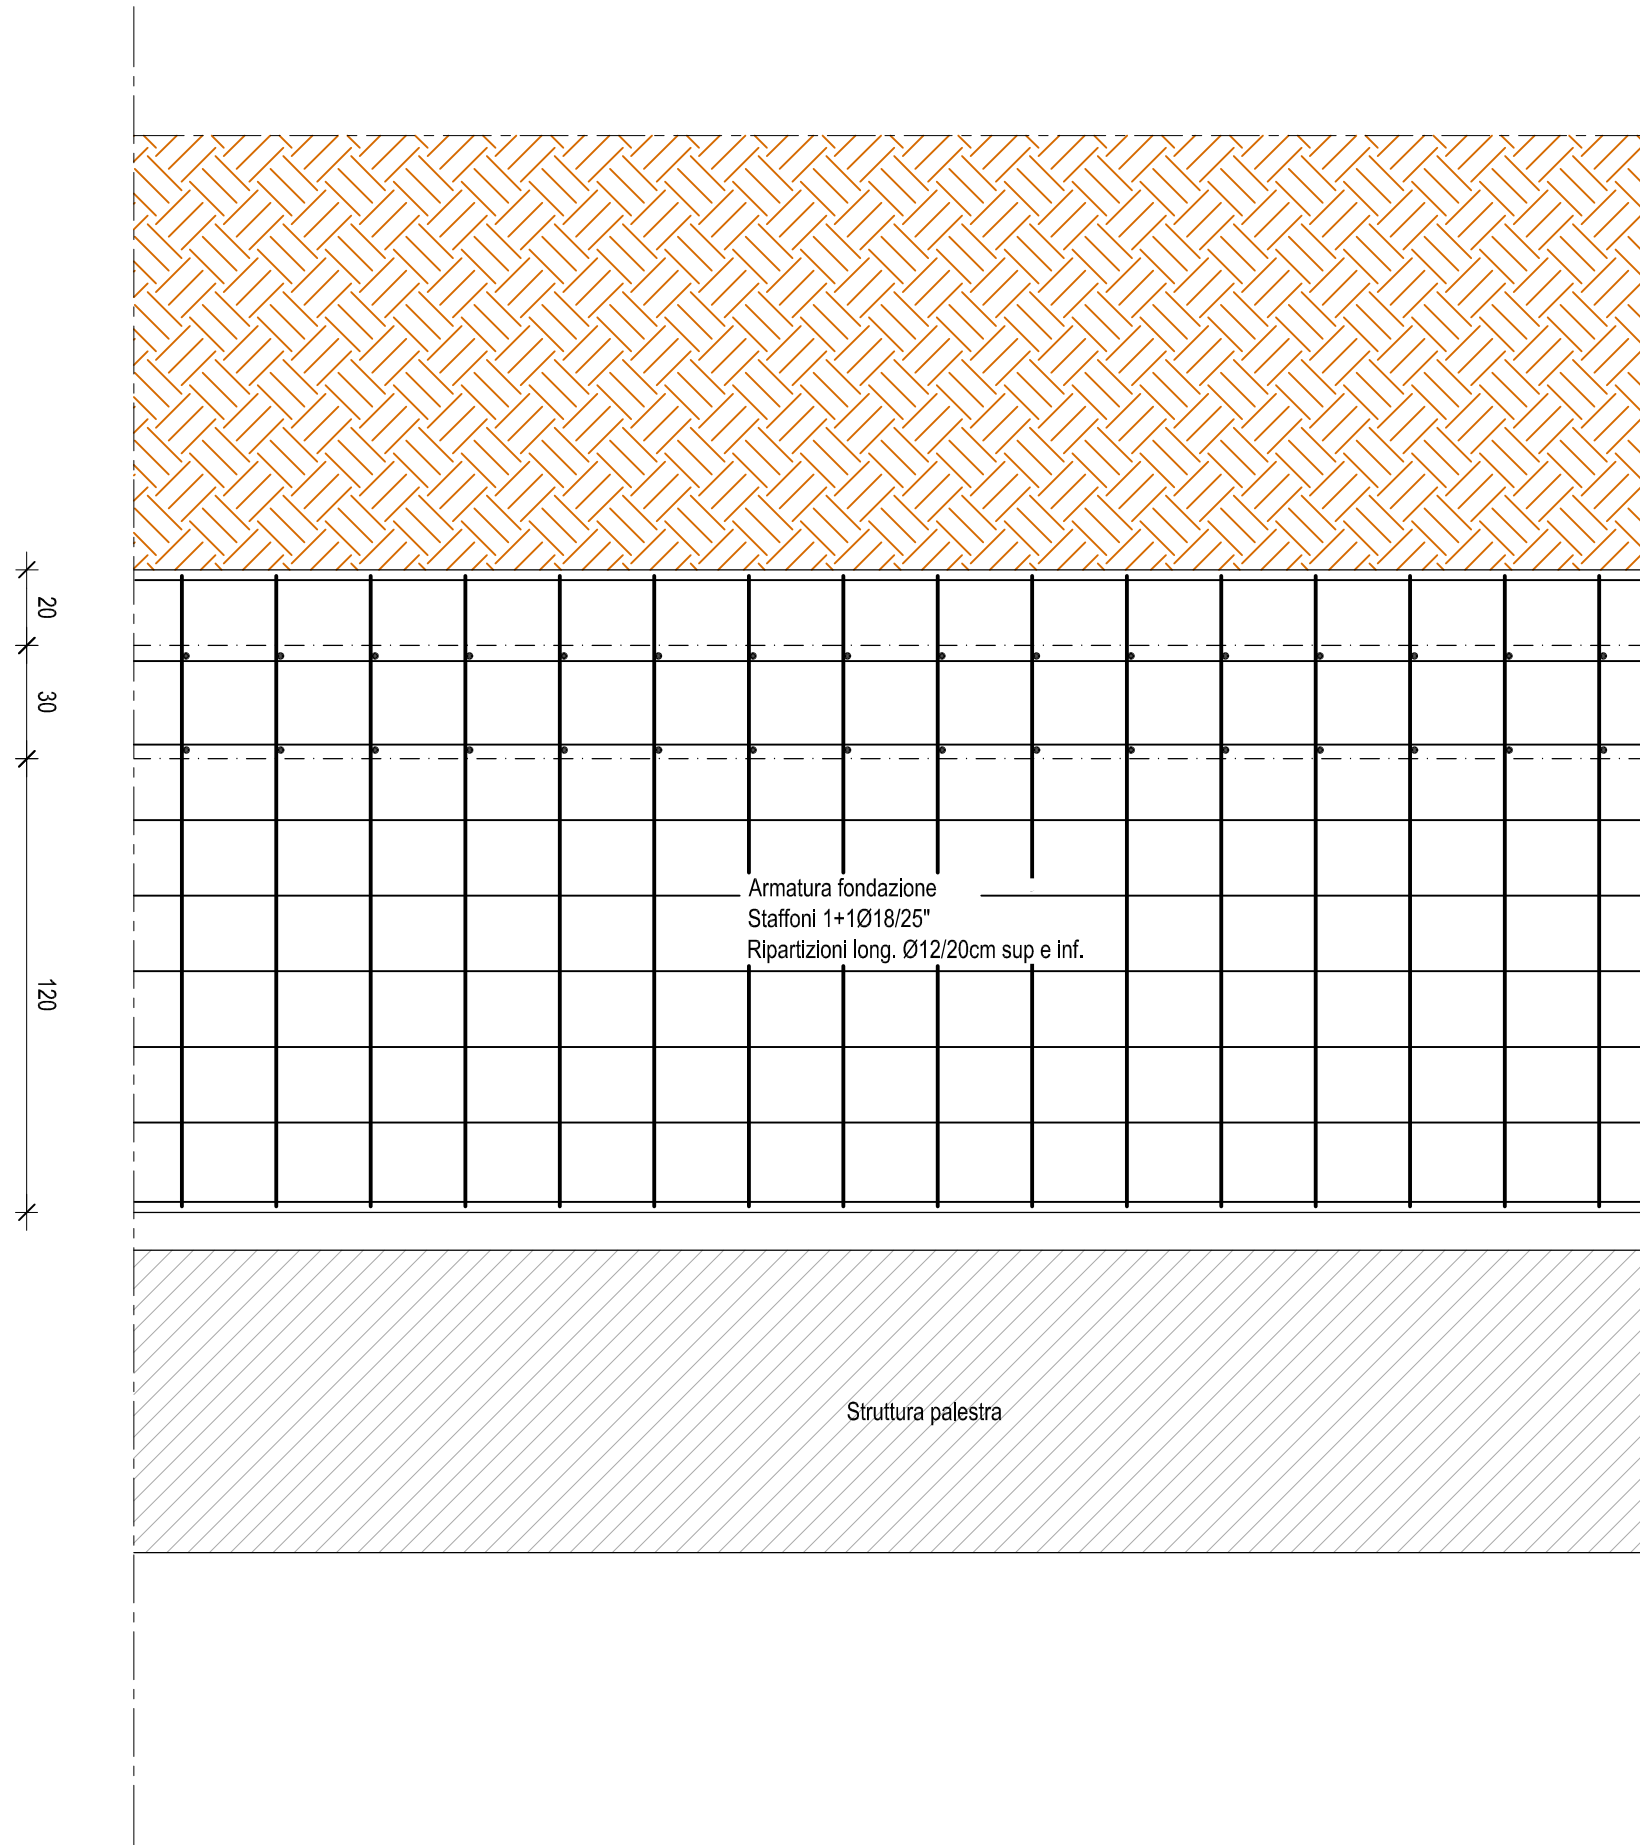 20
30
120
Armatura fondazione
Staffoni 1+1Ø18/25"
Ripartizioni long. Ø12/20cm sup e inf.
Struttura palestra